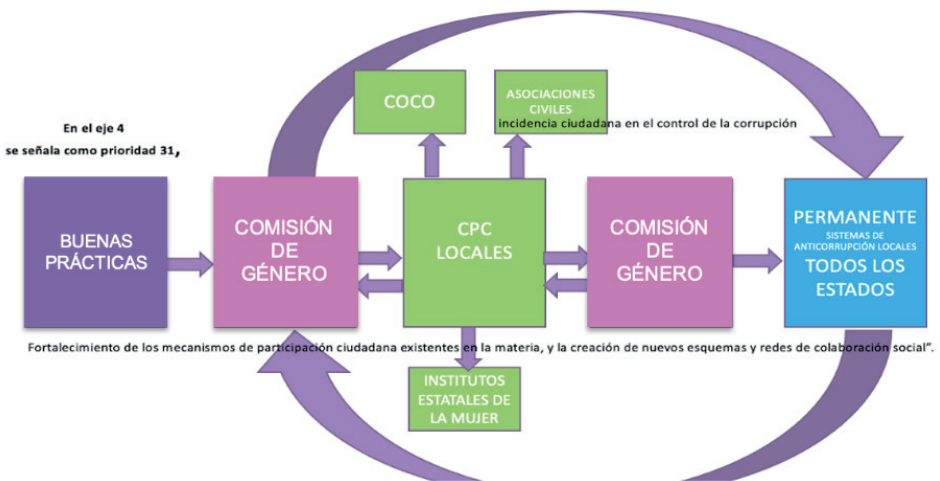 COCO
ASOCIACIONES
CIVILES
incidencia ciudadana en el control de la corrupción
En el eje 4
se señala como prioridad 31,
BUENAS
PRÁCTICAS
COMISIÓN
DE
GÉNERO
CPC
LOCALES
COMISIÓN
DE
GÉNERO
PERMANENTE
SISTEMAS DE
ANTICORRUPCIÓN LOCALES
TODOS LOS
ESTADOS
Fortalecimiento de los mecanismos de participación ciudadana existentes en la materia, y la creación de nuevos esquemas y redes de colaboración social”.
INSTITUTOS
ESTATALES DE
LA MUJER